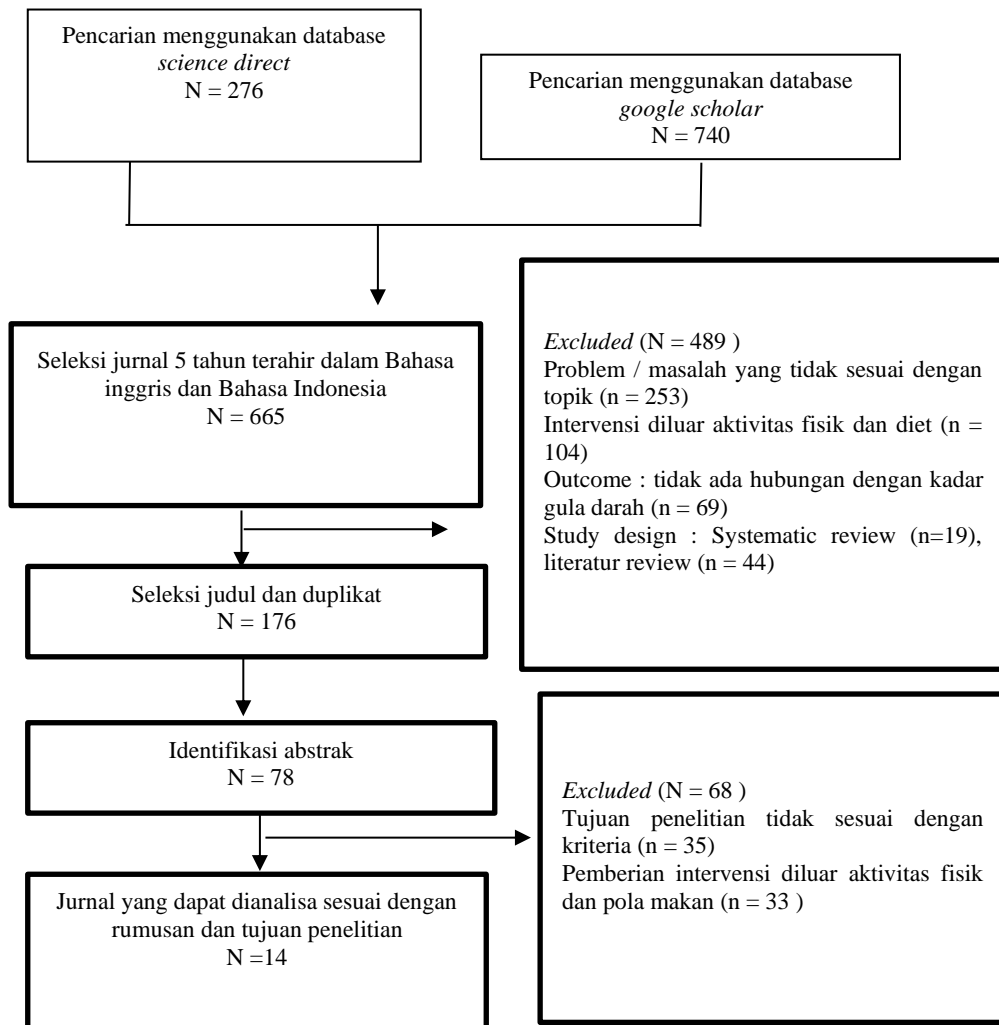 Pencarian menggunakan database
science direct
N = 276
Pencarian menggunakan database
google scholar
N = 740
Seleksi jurnal 5 tahun terahir dalam Bahasa
inggris dan Bahasa Indonesia
N = 665
Excluded (N = 489 )
Problem / masalah yang tidak sesuai dengan
topik (n = 253)
Intervensi diluar aktivitas fisik dan diet (n =
104)
Outcome : tidak ada hubungan dengan kadar
gula darah (n = 69)
Study design : Systematic review (n=19),
literatur review (n = 44)
Seleksi judul dan duplikat
N = 176
Identifikasi abstrak
N = 78
Excluded (N = 68 )
Tujuan penelitian tidak sesuai dengan
kriteria (n = 35)
Pemberian intervensi diluar aktivitas fisik
dan pola makan (n = 33 )
Jurnal yang dapat dianalisa sesuai dengan
rumusan dan tujuan penelitian
N =14